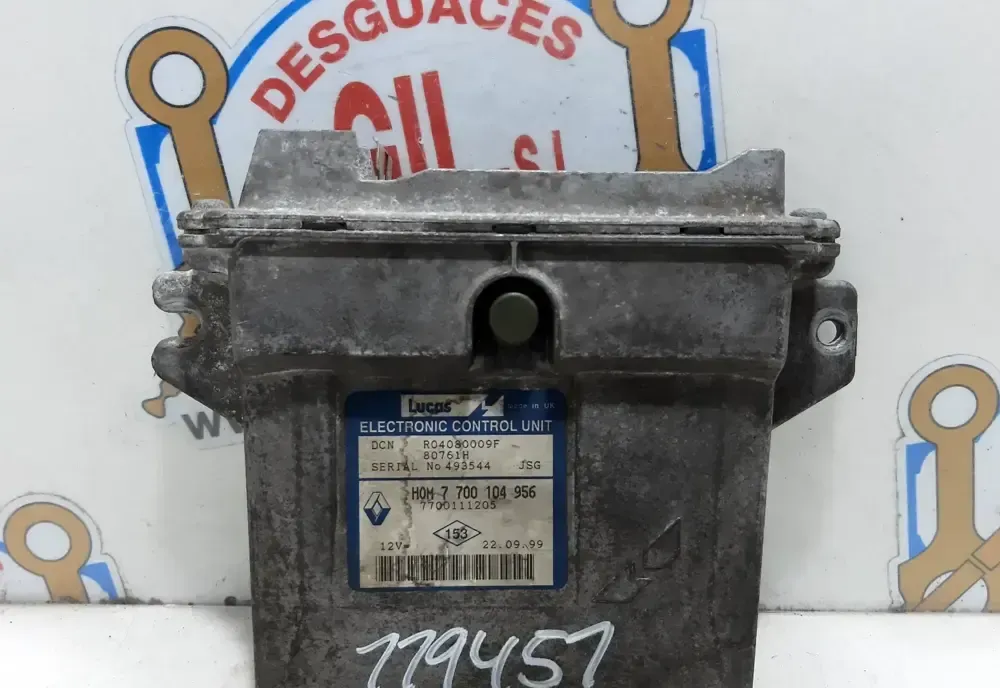 DESGUACES
GIL S.L
Lucas Made in UK
ELECTRONIC CONTROL UNIT
DCN R04080009F
80761H
SERIAL No 493544 JSG
HOM 7 700 104 956
7700111205
153
12V= 22.09.99
119451